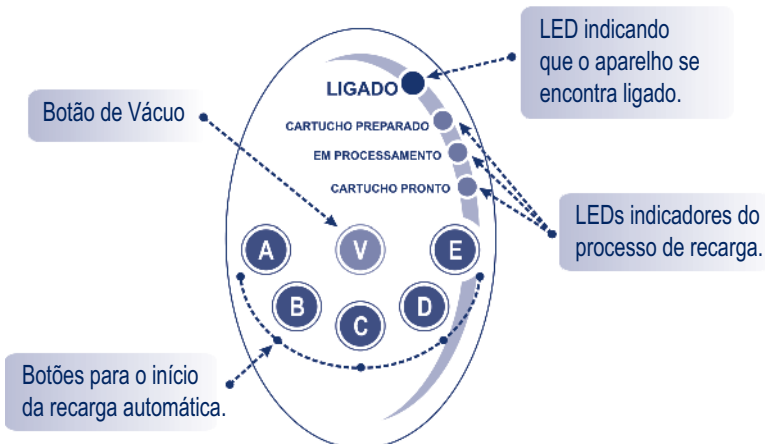 LED indicando
que o aparelho se
encontra ligado.
LIGADO
Botão de Vácuo
CARTUCHO PREPARADO
EM PROCESSAMENTO
CARTUCHO PRONTO
LEDs indicadores do
processo de recarga.
A
V
E
B
C
D
Botões para o início
da recarga automática.